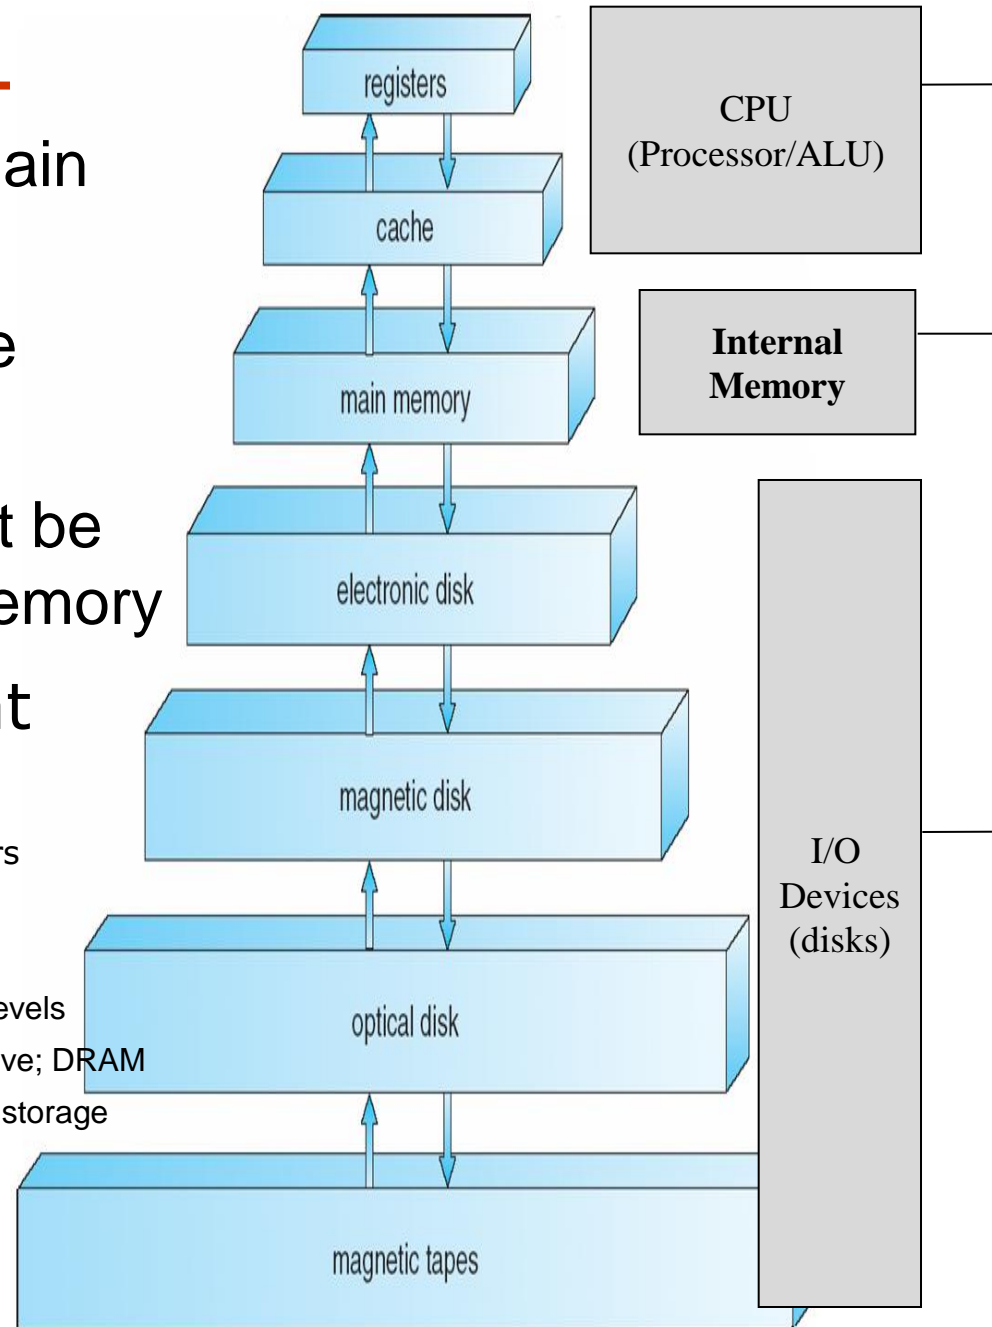 ain
e
t be
emory
nt
rs
evels
ve; DRAM
storage
registers
cache
main memory
electronic disk
magnetic disk
optical disk
magnetic tapes
CPU
(Processor/ALU)
Internal
Memory
I/O
Devices
(disks)